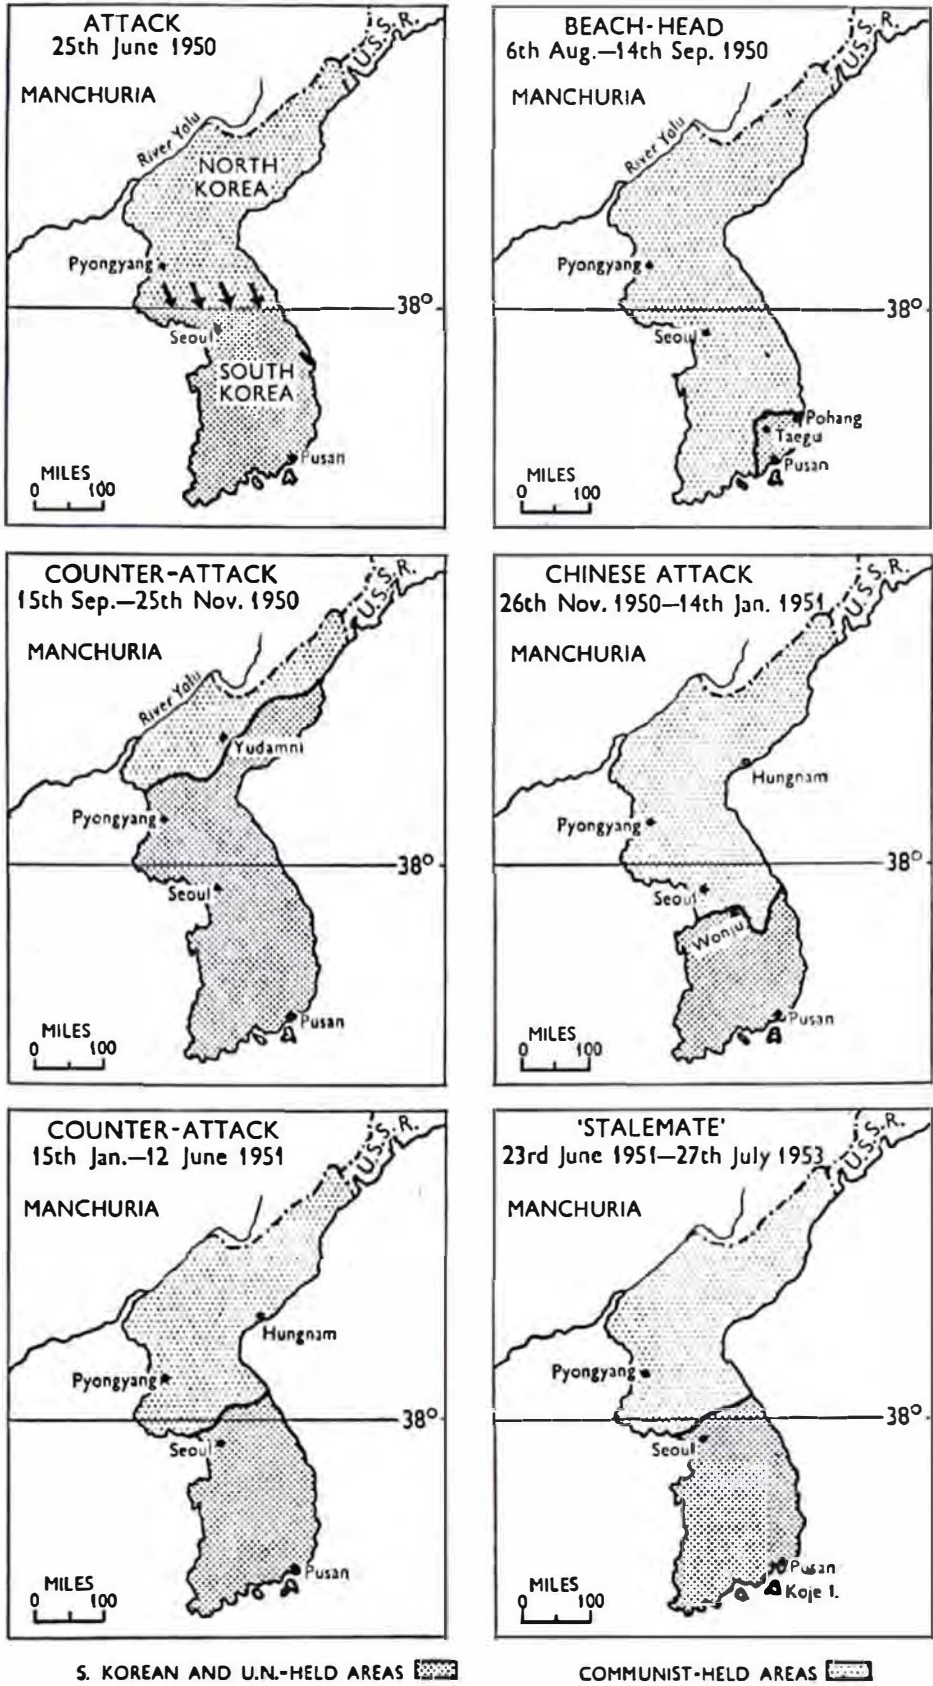 ATTACK
25th June 1950
MANCHURIA
U.S.S.R.
River Yalu
NORTH
KOREA
Pyongyang
38°
Seoul
SOUTH
KOREA
Pusan
MILES
0 100
BEACH-HEAD
6th Aug.—14th Sep. 1950
MANCHURIA
U.S.S.R.
River Yalu
Pyongyang
38°
Seoul
Pohang
Taegu
Pusan
MILES
0 100
COUNTER-ATTACK
15th Sep.—25th Nov. 1950
MANCHURIA
U.S.S.R.
River Yalu
Yudamni
Pyongyang
38°
Seoul
Pusan
MILES
0 100
CHINESE ATTACK
26th Nov. 1950—14th Jan. 1951
MANCHURIA
U.S.S.R.
Hungnam
Pyongyang
38°
Seoul
Wonju
Pusan
MILES
0 100
COUNTER-ATTACK
15th Jan.—12 June 1951
MANCHURIA
U.S.S.R.
Hungnam
Pyongyang
38°
Seoul
Pusan
MILES
0 100
'STALEMATE'
23rd June 1951—27th July 1953
MANCHURIA
U.S.S.R.
Pyongyang
38°
Seoul
Pusan
Koje I.
MILES
0 100
S. KOREAN AND U.N.-HELD AREAS
COMMUNIST-HELD AREAS